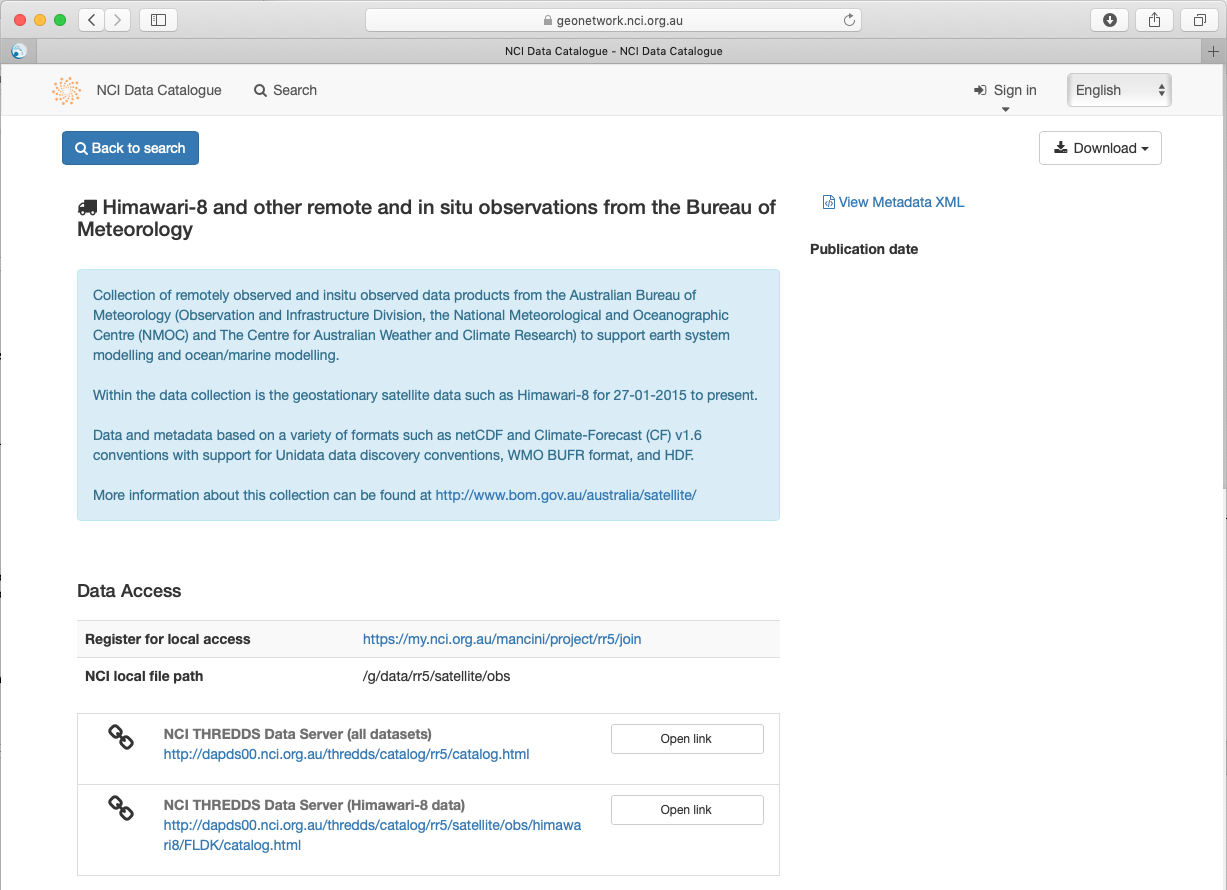 geonetwork.nci.org.au
NCI Data Catalogue - NCI Data Catalogue
NCI Data Catalogue
Search
Sign in
English
Back to search
Download
Himawari-8 and other remote and in situ observations from the Bureau of
Meteorology
View Metadata XML
Publication date
Collection of remotely observed and insitu observed data products from the Australian Bureau of
Meteorology (Observation and Infrastructure Division, the National Meteorological and Oceanographic
Centre (NMOC) and The Centre for Australian Weather and Climate Research) to support earth system
modelling and ocean/marine modelling.
Within the data collection is the geostationary satellite data such as Himawari-8 for 27-01-2015 to present.
Data and metadata based on a variety of formats such as netCDF and Climate-Forecast (CF) v1.6
conventions with support for Unidata data discovery conventions, WMO BUFR format, and HDF.
More information about this collection can be found at http://www.bom.gov.au/australia/satellite/
Data Access
Register for local access https://my.nci.org.au/mancini/project/rr5/join
NCI local file path /g/data/rr5/satellite/obs
NCI THREDDS Data Server (all datasets)
http://dapds00.nci.org.au/thredds/catalog/rr5/catalog.html
Open link
NCI THREDDS Data Server (Himawari-8 data)
http://dapds00.nci.org.au/thredds/catalog/rr5/satellite/obs/himawa
ri8/FLDK/catalog.html
Open link